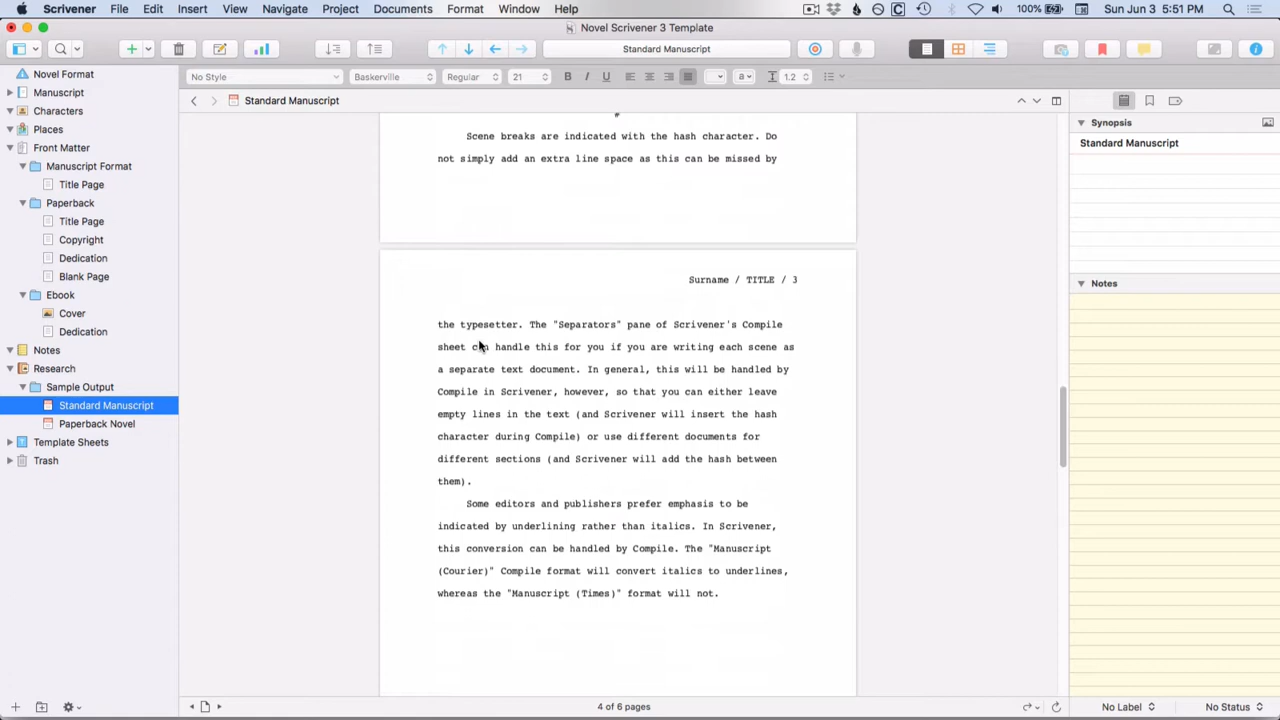 Scrivener File Edit Insert View Navigate Project Documents Format Window Help 100% Sun Jun 3 5:51 PM
Novel Scrivener 3 Template
Standard Manuscript
No Style Baskerville Regular 21 B I U a 1.2
Standard Manuscript
Novel Format
Manuscript
Characters
Places
Front Matter
Manuscript Format
Title Page
Paperback
Title Page
Copyright
Dedication
Blank Page
Ebook
Cover
Dedication
Notes
Research
Sample Output
Standard Manuscript
Paperback Novel
Template Sheets
Trash
#
Scene breaks are indicated with the hash character. Do
not simply add an extra line space as this can be missed by
Surname / TITLE / 3
the typesetter. The "Separators" pane of Scrivener's Compile
sheet can handle this for you if you are writing each scene as
a separate text document. In general, this will be handled by
Compile in Scrivener, however, so that you can either leave
empty lines in the text (and Scrivener will insert the hash
character during Compile) or use different documents for
different sections (and Scrivener will add the hash between
them).
Some editors and publishers prefer emphasis to be
indicated by underlining rather than italics. In Scrivener,
this conversion can be handled by Compile. The "Manuscript
(Courier)" Compile format will convert italics to underlines,
whereas the "Manuscript (Times)" format will not.
4 of 6 pages
Synopsis
Standard Manuscript
Notes
No Label No Status